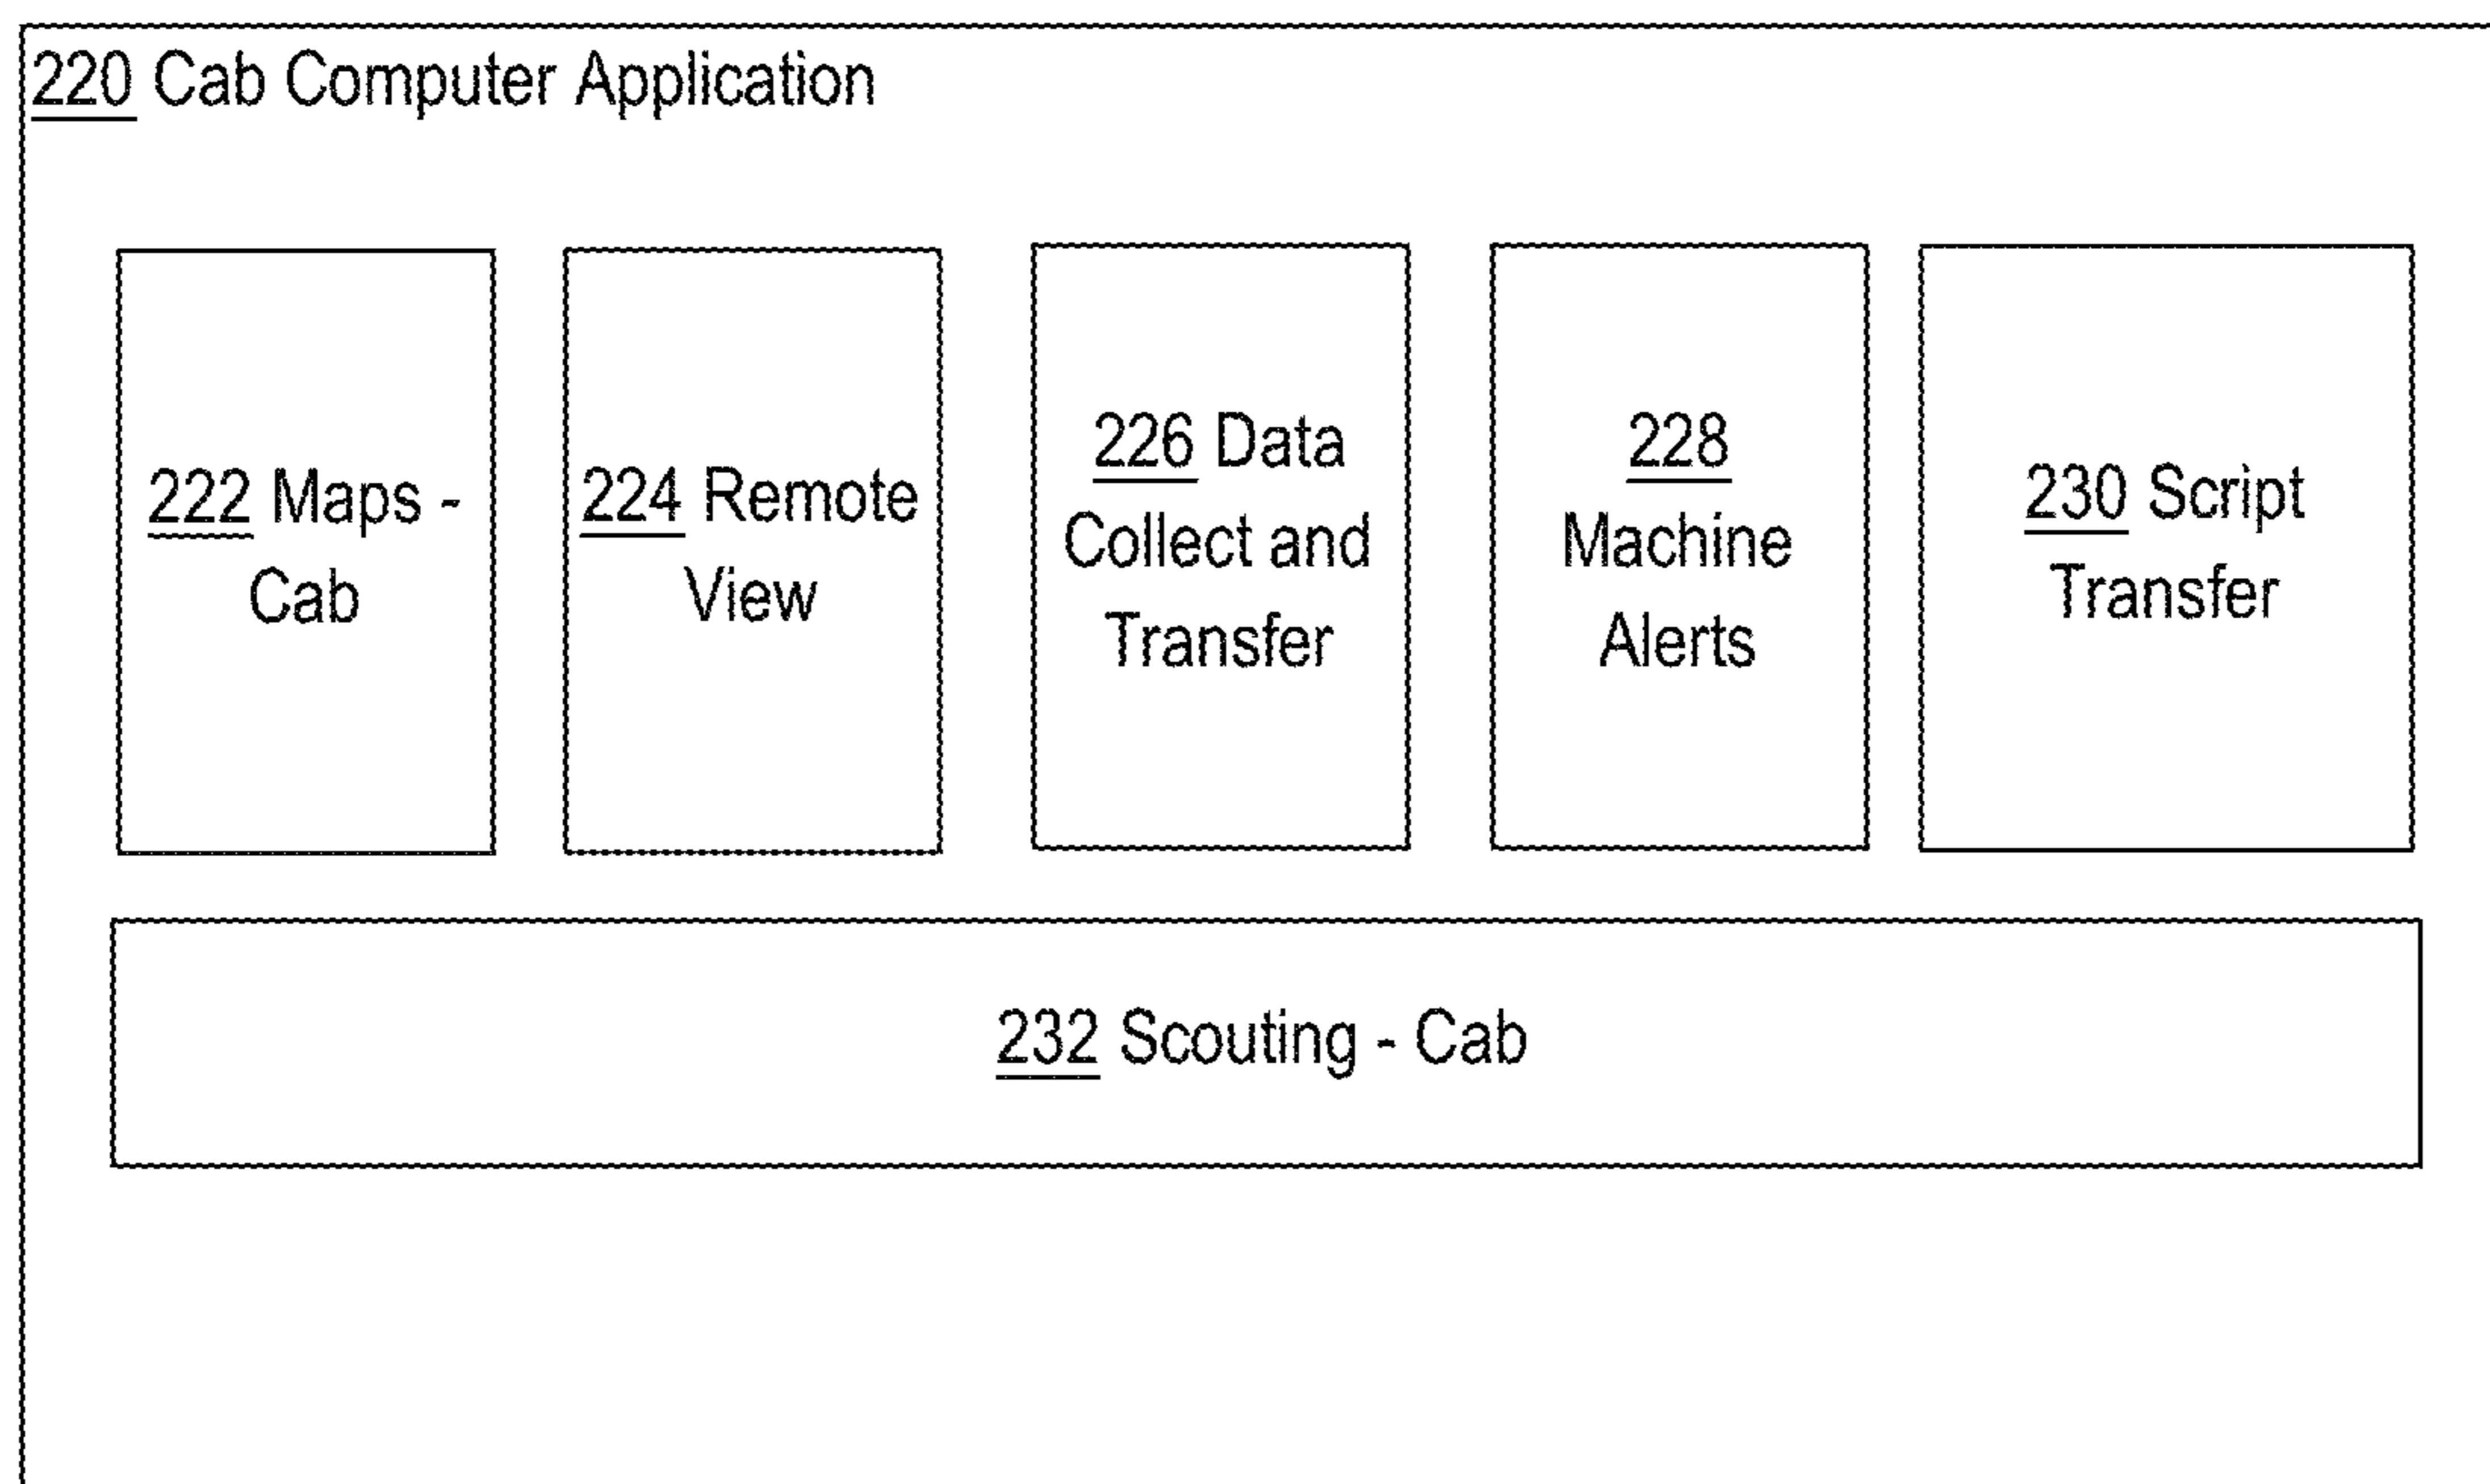 220 Cab Computer Application
222 Maps -
Cab
224 Remote
View
226 Data
Collect and
Transfer
228
Machine
Alerts
230 Script
Transfer
232 Scouting - Cab